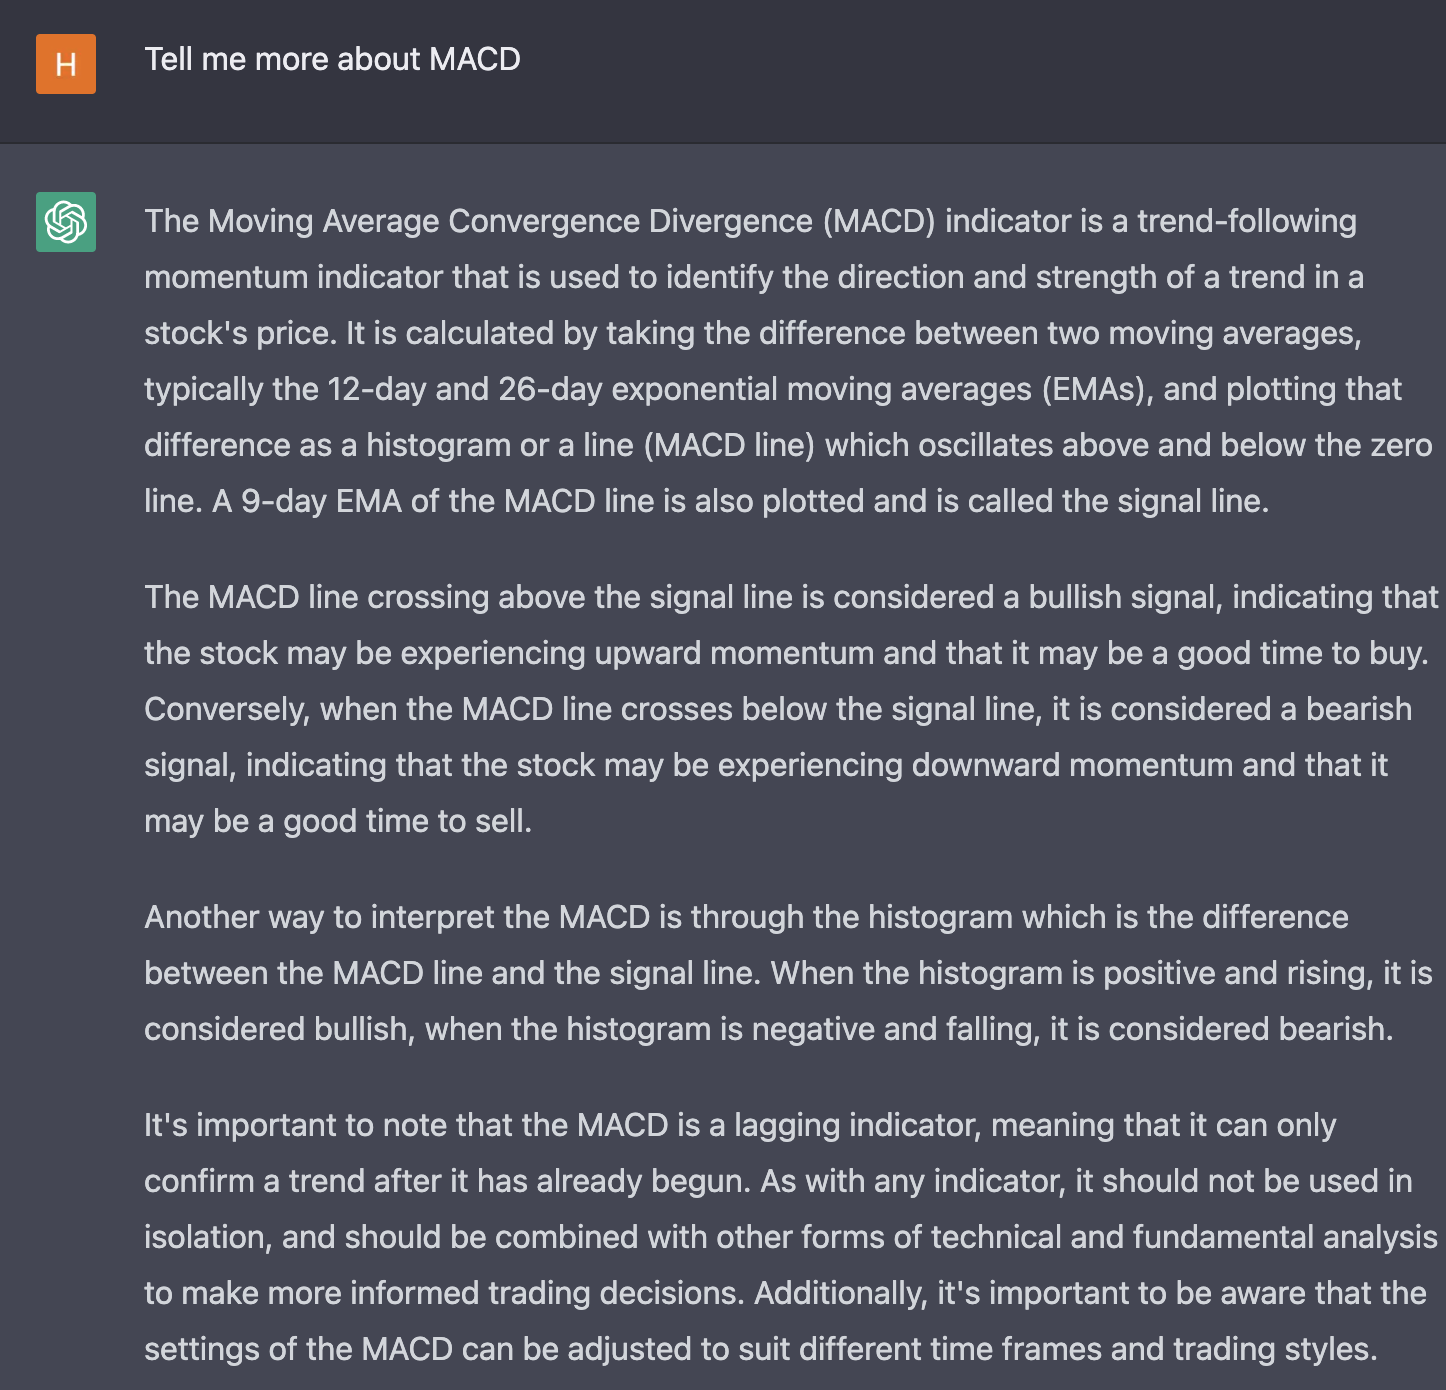 H
Tell me more about MACD
The Moving Average Convergence Divergence (MACD) indicator is a trend-following
momentum indicator that is used to identify the direction and strength of a trend in a
stock's price. It is calculated by taking the difference between two moving averages,
typically the 12-day and 26-day exponential moving averages (EMAs), and plotting that
difference as a histogram or a line (MACD line) which oscillates above and below the zero
line. A 9-day EMA of the MACD line is also plotted and is called the signal line.
The MACD line crossing above the signal line is considered a bullish signal, indicating that
the stock may be experiencing upward momentum and that it may be a good time to buy.
Conversely, when the MACD line crosses below the signal line, it is considered a bearish
signal, indicating that the stock may be experiencing downward momentum and that it
may be a good time to sell.
Another way to interpret the MACD is through the histogram which is the difference
between the MACD line and the signal line. When the histogram is positive and rising, it is
considered bullish, when the histogram is negative and falling, it is considered bearish.
It's important to note that the MACD is a lagging indicator, meaning that it can only
confirm a trend after it has already begun. As with any indicator, it should not be used in
isolation, and should be combined with other forms of technical and fundamental analysis
to make more informed trading decisions. Additionally, it's important to be aware that the
settings of the MACD can be adjusted to suit different time frames and trading styles.